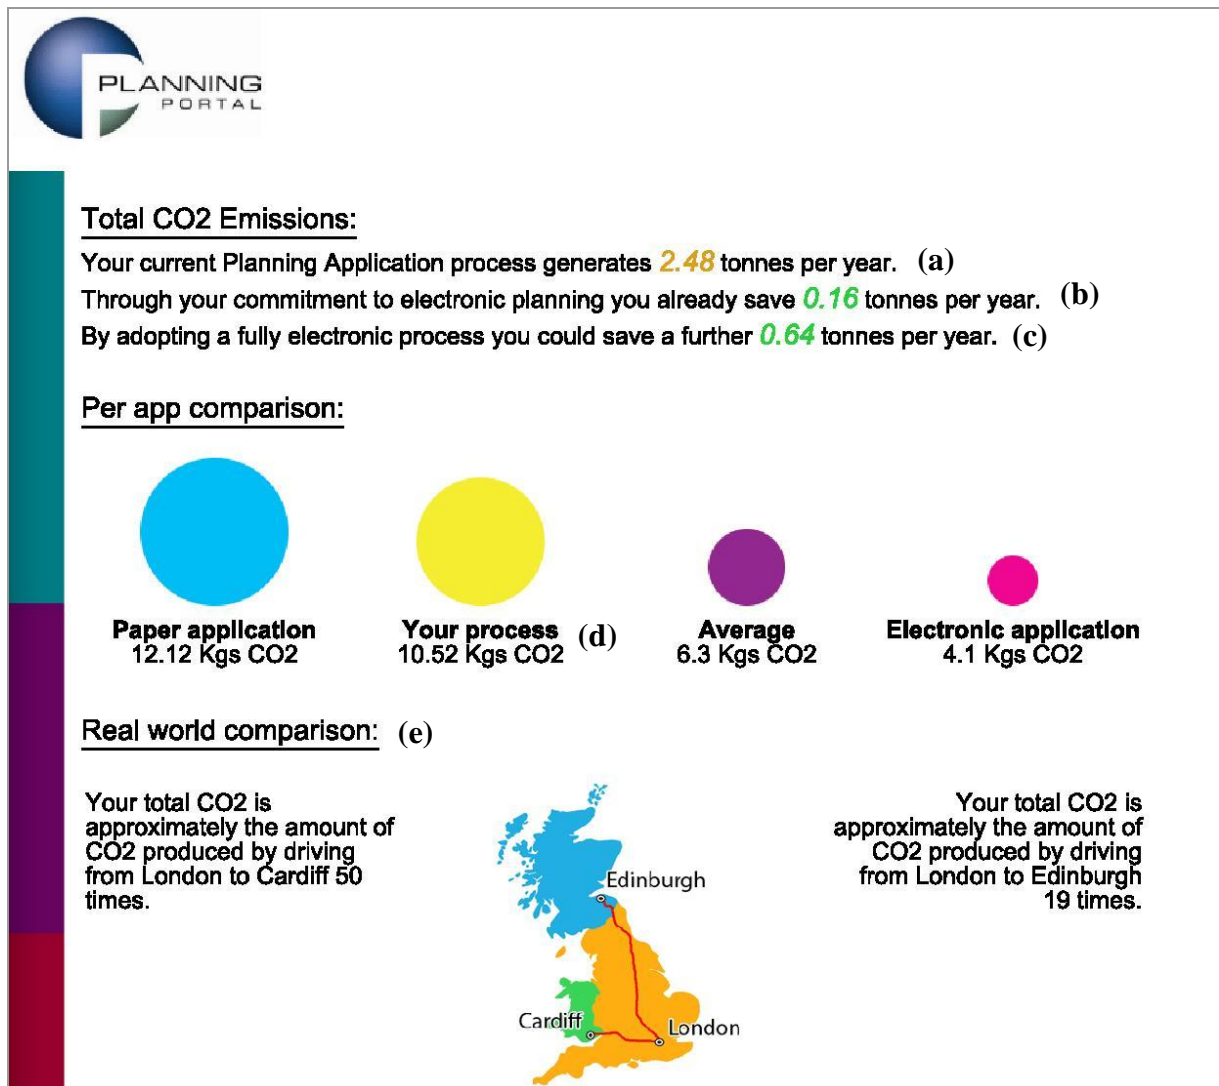 PLANNING
PORTAL
Total CO2 Emissions:
Your current Planning Application process generates 2.48 tonnes per year. (a)
Through your commitment to electronic planning you already save 0.16 tonnes per year. (b)
By adopting a fully electronic process you could save a further 0.64 tonnes per year. (c)
Per app comparison:
Paper application
12.12 Kgs CO2
Your process (d)
10.52 Kgs CO2
Average
6.3 Kgs CO2
Electronic application
4.1 Kgs CO2
Real world comparison: (e)
Your total CO2 is
approximately the amount of
CO2 produced by driving
from London to Cardiff 50
times.
Edinburgh
Cardiff
London
Your total CO2 is
approximately the amount of
CO2 produced by driving
from London to Edinburgh
19 times.